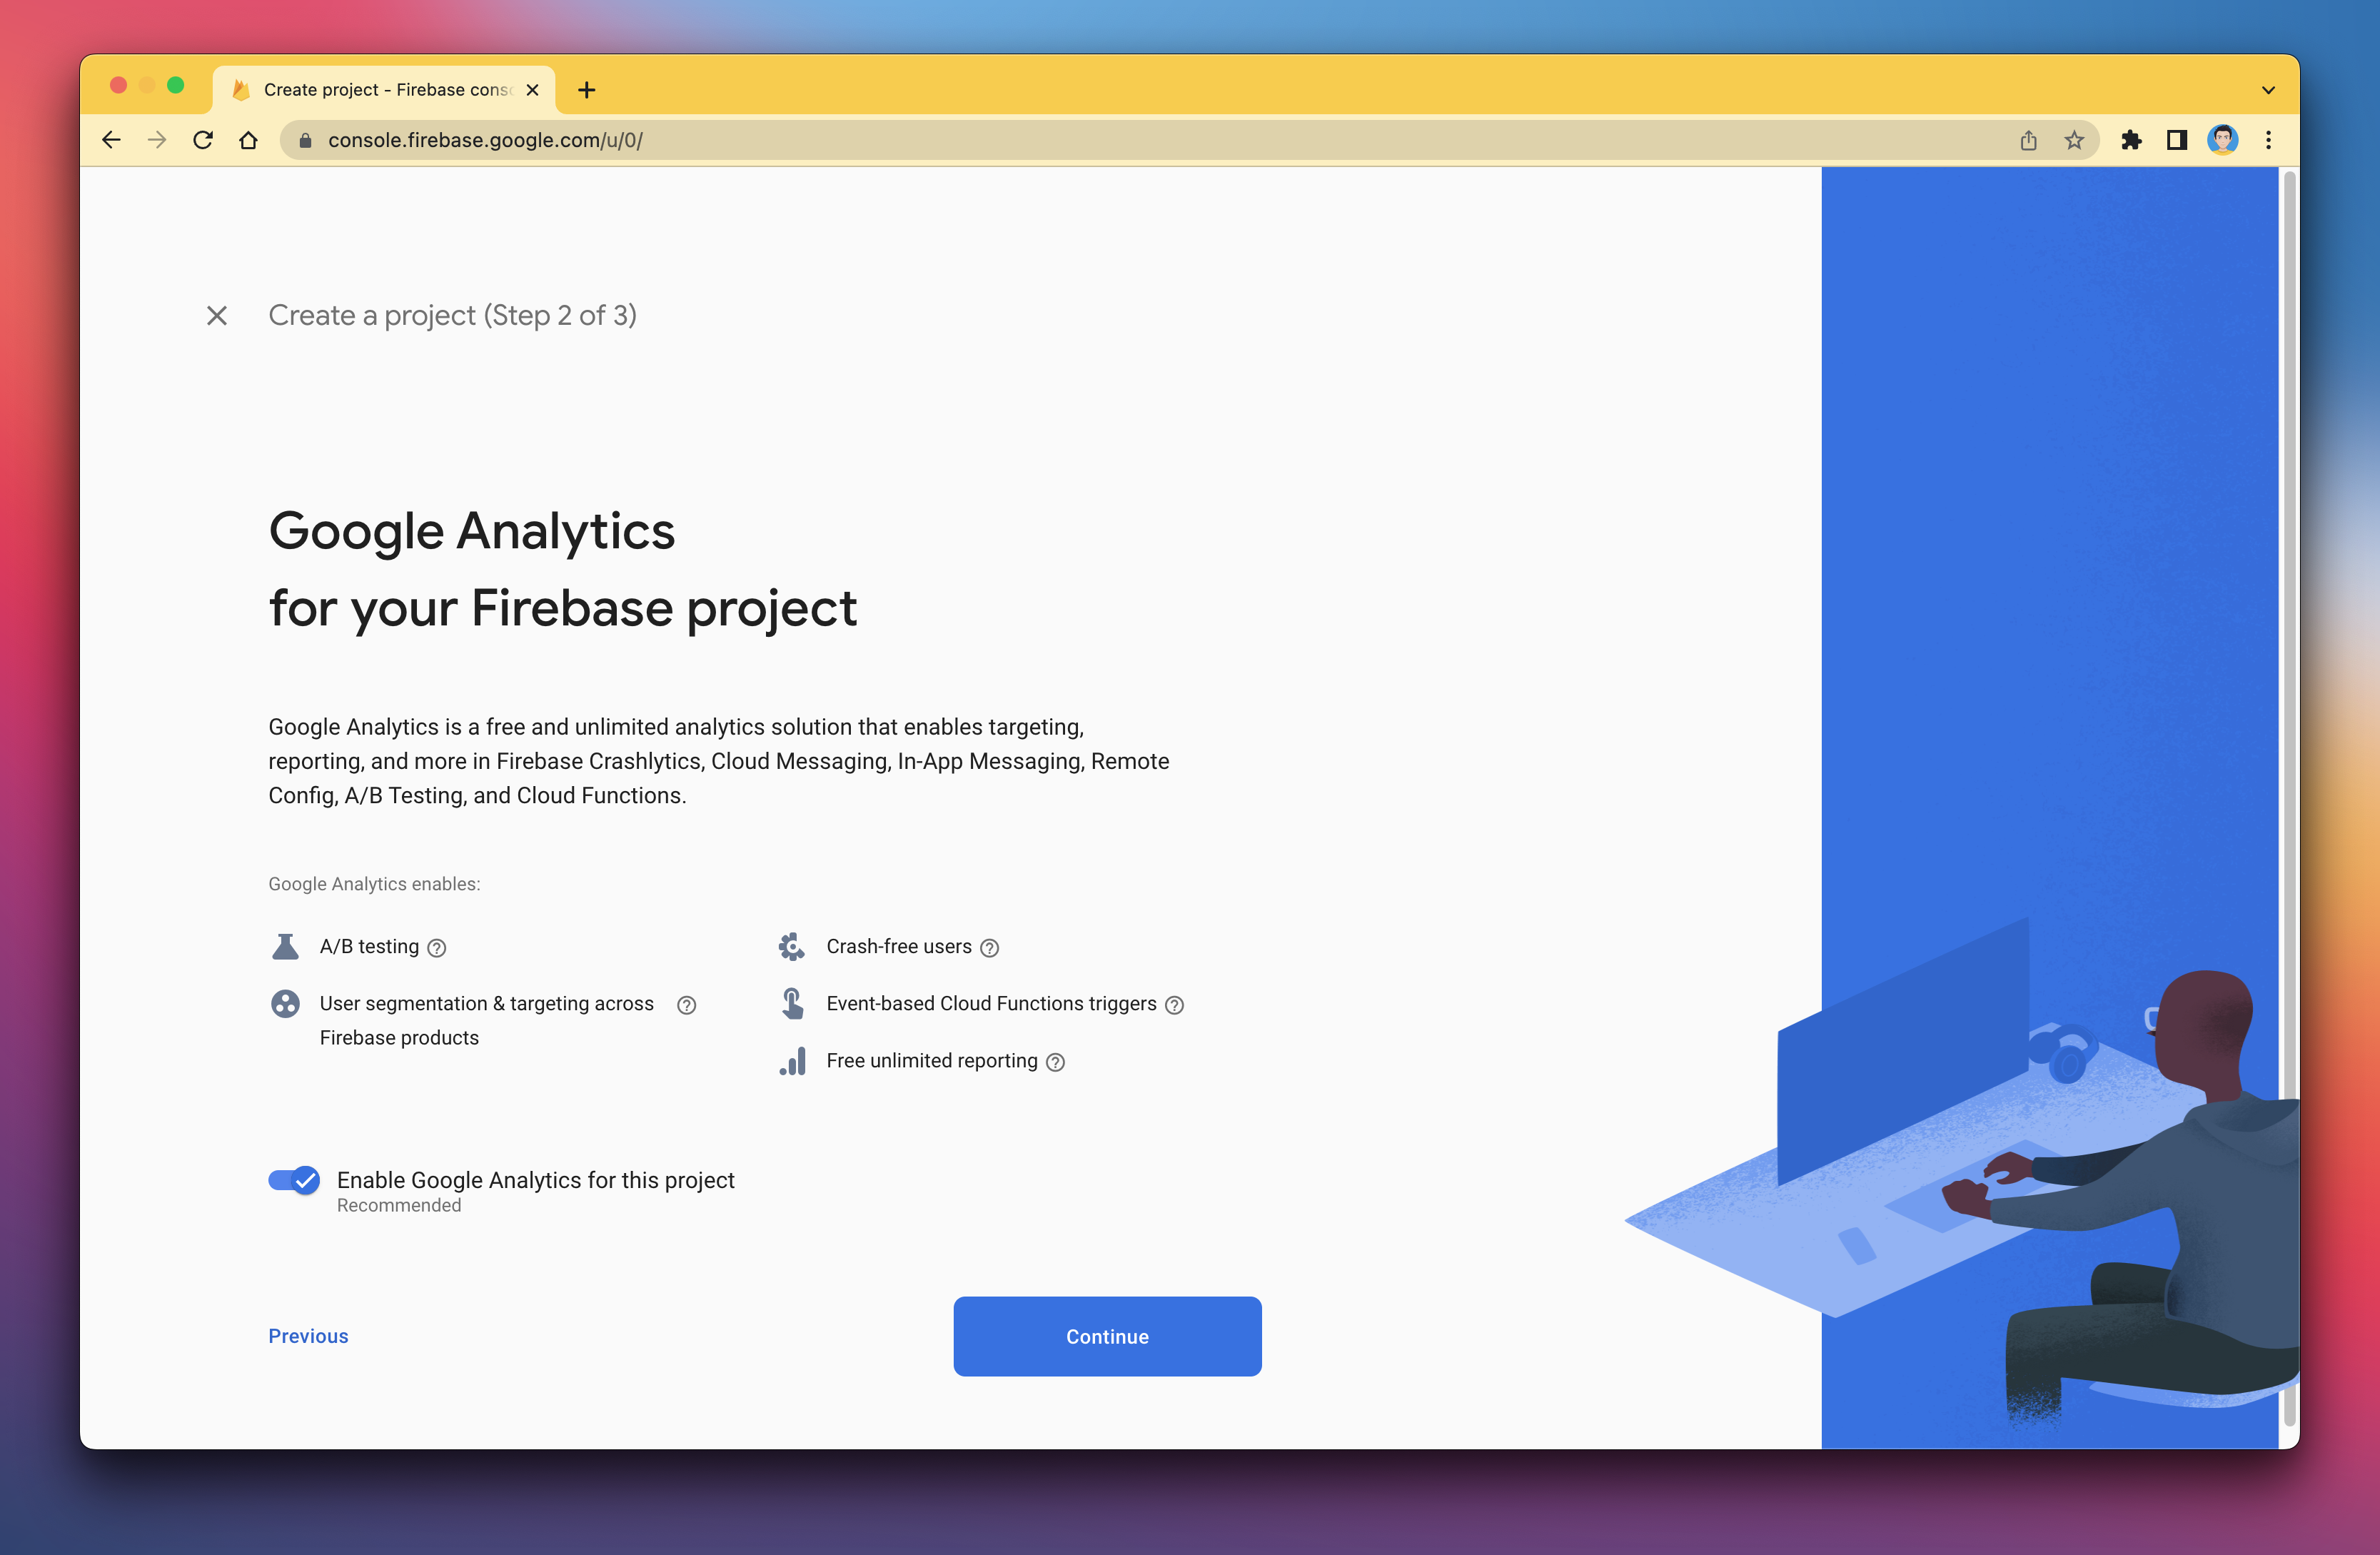 Create project - Firebase cons
console.firebase.google.com/u/0/
Create a project (Step 2 of 3)
Google Analytics
for your Firebase project
Google Analytics is a free and unlimited analytics solution that enables targeting,
reporting, and more in Firebase Crashlytics, Cloud Messaging, In-App Messaging, Remote
Config, A/B Testing, and Cloud Functions.
Google Analytics enables:
A/B testing
User segmentation & targeting across
Firebase products
Crash-free users
Event-based Cloud Functions triggers
Free unlimited reporting
Enable Google Analytics for this project
Recommended
Previous
Continue